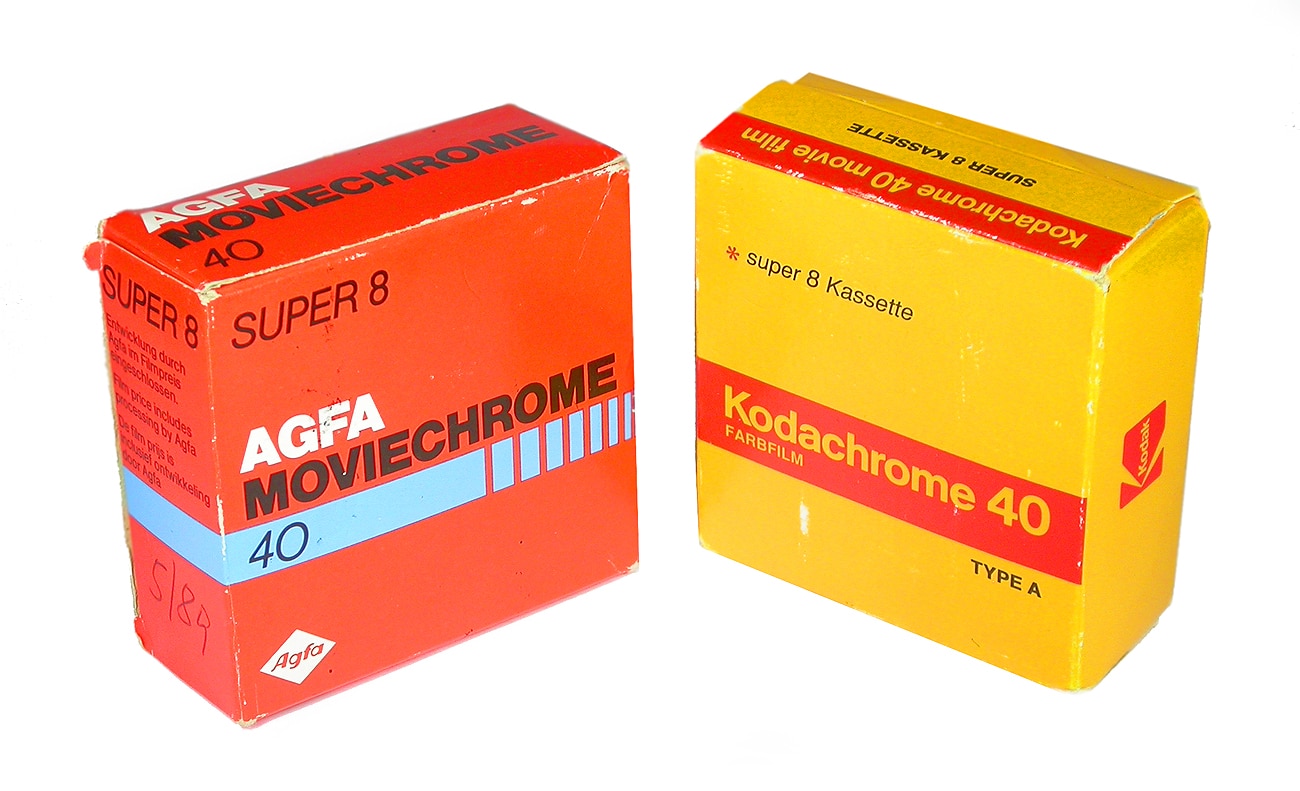 AGFA
MOVIECHROME
40
SUPER 8
Entwicklung durch
Agfa im Filmpreis
eingeschlossen.
Film price includes
processing by Agfa
De film prijs is
inclusief ontwikkeling
door Agfa
5/89
SUPER 8
AGFA
MOVIECHROME
40
Agfa
SUPER 8 KASSETTE
Kodachrome 40 movie film
* super 8 Kassette
Kodachrome 40
FARBFILM
TYPE A
Kodak